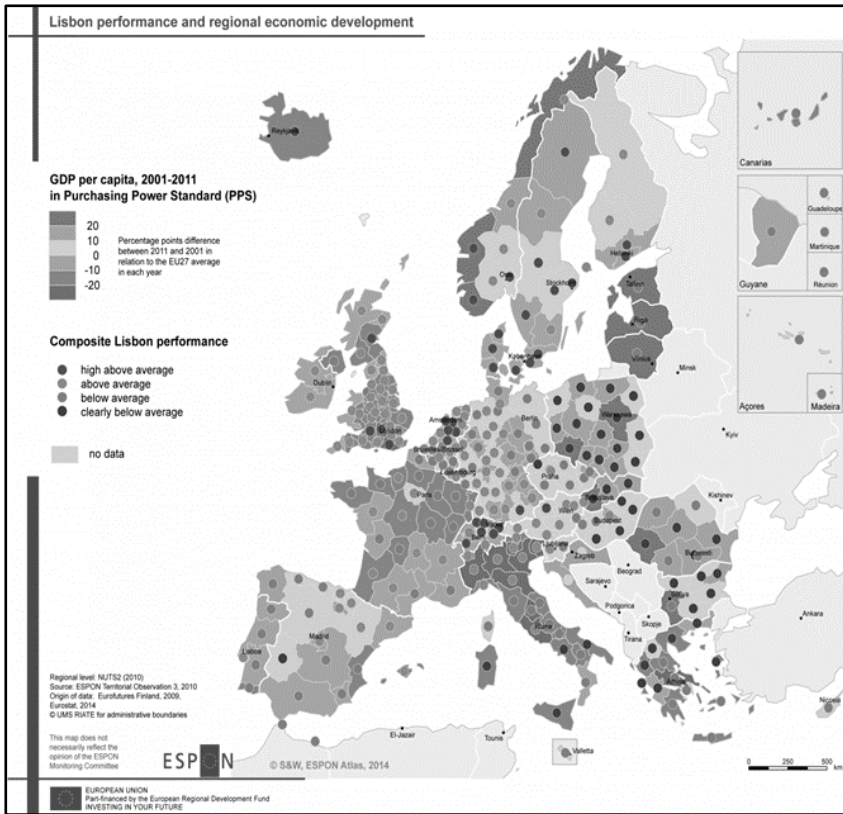 Lisbon performance and regional economic development
Reykjavik
Canarias
GDP per capita, 2001-2011
in Purchasing Power Standard (PPS)
20
10
0
-10
-20
Percentage points difference
between 2011 and 2001 in
relation to the EU27 average
in each year
Guadeloupe
Martinique
Réunion
Guyane
Helsinki
Oslo
Tallinn
Stockholm
Riga
Composite Lisbon performance
high above average
above average
below average
clearly below average
no data
København
Vilnius
Minsk
Açores
Madeira
Dublin
London
Berlin
Warszawa
Kyiv
Paris
Praha
Kishinev
Wien
Budapest
Ljubljana
Zagreb
Bucuresti
Beograd
Sarajevo
Podgorica
Skopje
Tirana
Ankara
Roma
Madrid
Lisboa
Nicosia
El-Jazair
Tounis
Valletta
Regional level: NUTS2 (2010)
Source: ESPON Territorial Observation 3, 2010
Origin of data: Eurofutures Finland, 2009,
Eurostat, 2014
© UMS RIATE for administrative boundaries
This map does not
necessarily reflect the
opinion of the ESPON
Monitoring Committee
ESPON
© S&W, ESPON Atlas, 2014
0 250 500
km
EUROPEAN UNION
Part-financed by the European Regional Development Fund
INVESTING IN YOUR FUTURE